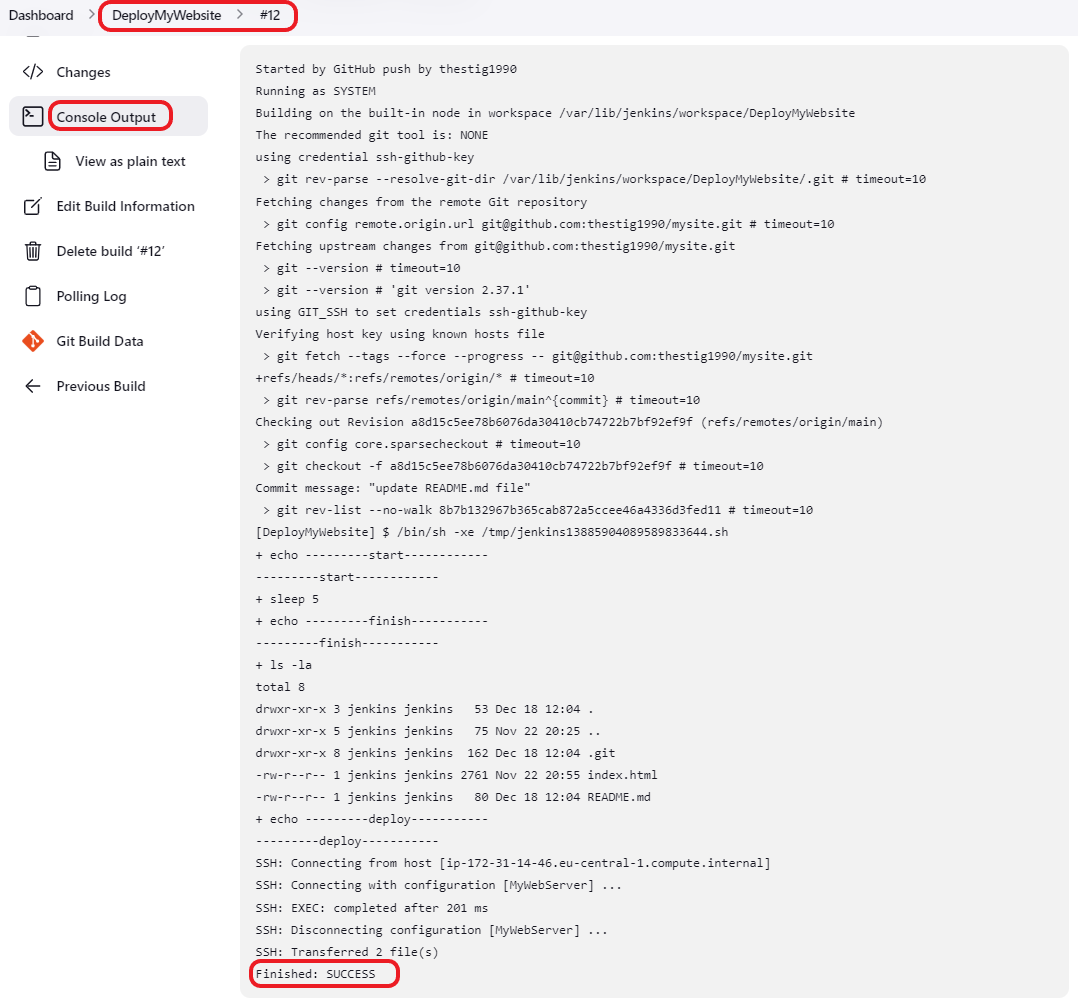 Dashboard > DeployMyWebsite > #12
Changes
Console Output
View as plain text
Edit Build Information
Delete build ‘#12’
Polling Log
Git Build Data
Previous Build
Started by GitHub push by thestig1990
Running as SYSTEM
Building on the built-in node in workspace /var/lib/jenkins/workspace/DeployMyWebsite
The recommended git tool is: NONE
using credential ssh-github-key
 > git rev-parse --resolve-git-dir /var/lib/jenkins/workspace/DeployMyWebsite/.git # timeout=10
Fetching changes from the remote Git repository
 > git config remote.origin.url git@github.com:thestig1990/mysite.git # timeout=10
Fetching upstream changes from git@github.com:thestig1990/mysite.git
 > git --version # timeout=10
 > git --version # 'git version 2.37.1'
using GIT_SSH to set credentials ssh-github-key
Verifying host key using known hosts file
 > git fetch --tags --force --progress -- git@github.com:thestig1990/mysite.git
+refs/heads/*:refs/remotes/origin/* # timeout=10
 > git rev-parse refs/remotes/origin/main^{commit} # timeout=10
Checking out Revision a8d15c5ee78b6076da30410cb74722b7bf92ef9f (refs/remotes/origin/main)
 > git config core.sparsecheckout # timeout=10
 > git checkout -f a8d15c5ee78b6076da30410cb74722b7bf92ef9f # timeout=10
Commit message: "update README.md file"
 > git rev-list --no-walk 8b7b132967b365cab872a5ccee46a4336d3fed11 # timeout=10
[DeployMyWebsite] $ /bin/sh -xe /tmp/jenkins13885904089589833644.sh
+ echo ---------start------------
---------start------------
+ sleep 5
+ echo ---------finish-----------
---------finish-----------
+ ls -la
total 8
drwxr-xr-x 3 jenkins jenkins   53 Dec 18 12:04 .
drwxr-xr-x 5 jenkins jenkins   75 Nov 22 20:25 ..
drwxr-xr-x 8 jenkins jenkins  162 Dec 18 12:04 .git
-rw-r--r-- 1 jenkins jenkins 2761 Nov 22 20:55 index.html
-rw-r--r-- 1 jenkins jenkins   80 Dec 18 12:04 README.md
+ echo ---------deploy-----------
---------deploy-----------
SSH: Connecting from host [ip-172-31-14-46.eu-central-1.compute.internal]
SSH: Connecting with configuration [MyWebServer] ...
SSH: EXEC: completed after 201 ms
SSH: Disconnecting configuration [MyWebServer] ...
SSH: Transferred 2 file(s)
Finished: SUCCESS